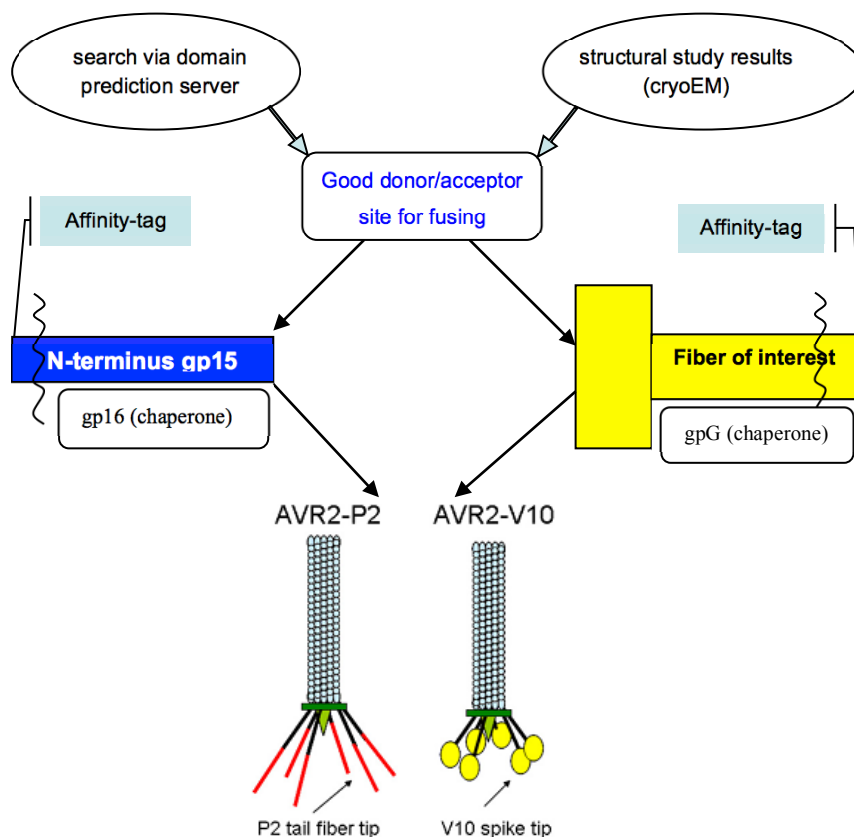 search via domain
prediction server
structural study results
(cryoEM)
Good donor/acceptor
site for fusing
Affinity-tag
Affinity-tag
N-terminus gp15
Fiber of interest
gp16 (chaperone)
gpG (chaperone)
AVR2-P2
AVR2-V10
P2 tail fiber tip
V10 spike tip